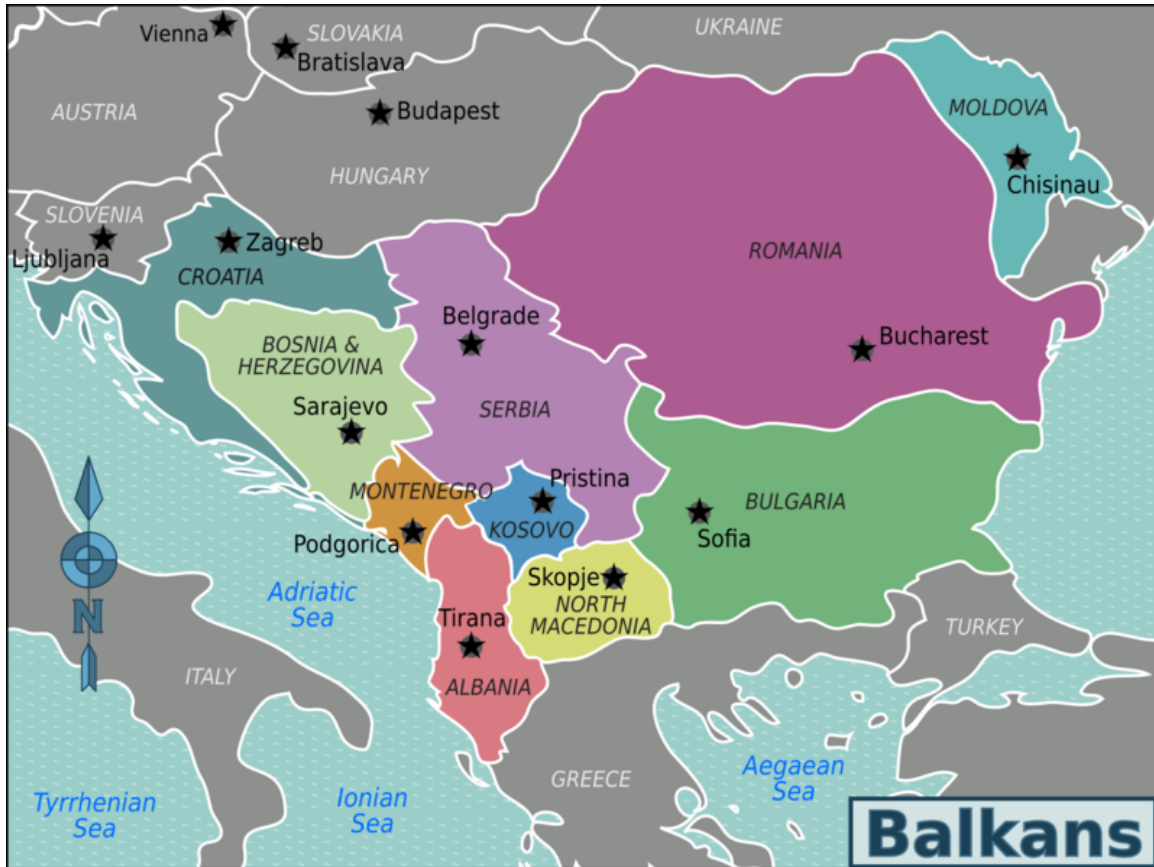 Vienna
SLOVAKIA
Bratislava
UKRAINE
AUSTRIA
Budapest
MOLDOVA
HUNGARY
Chisinau
SLOVENIA
Ljubljana
Zagreb
CROATIA
ROMANIA
Belgrade
Bucharest
BOSNIA &
HERZEGOVINA
Sarajevo
SERBIA
MONTENEGRO
Pristina
BULGARIA
KOSOVO
Podgorica
Sofia
Skopje
NORTH
MACEDONIA
Adriatic
Sea
N
Tirana
TURKEY
ITALY
ALBANIA
GREECE
Aegaean
Sea
Tyrrhenian
Sea
Ionian
Sea
Balkans